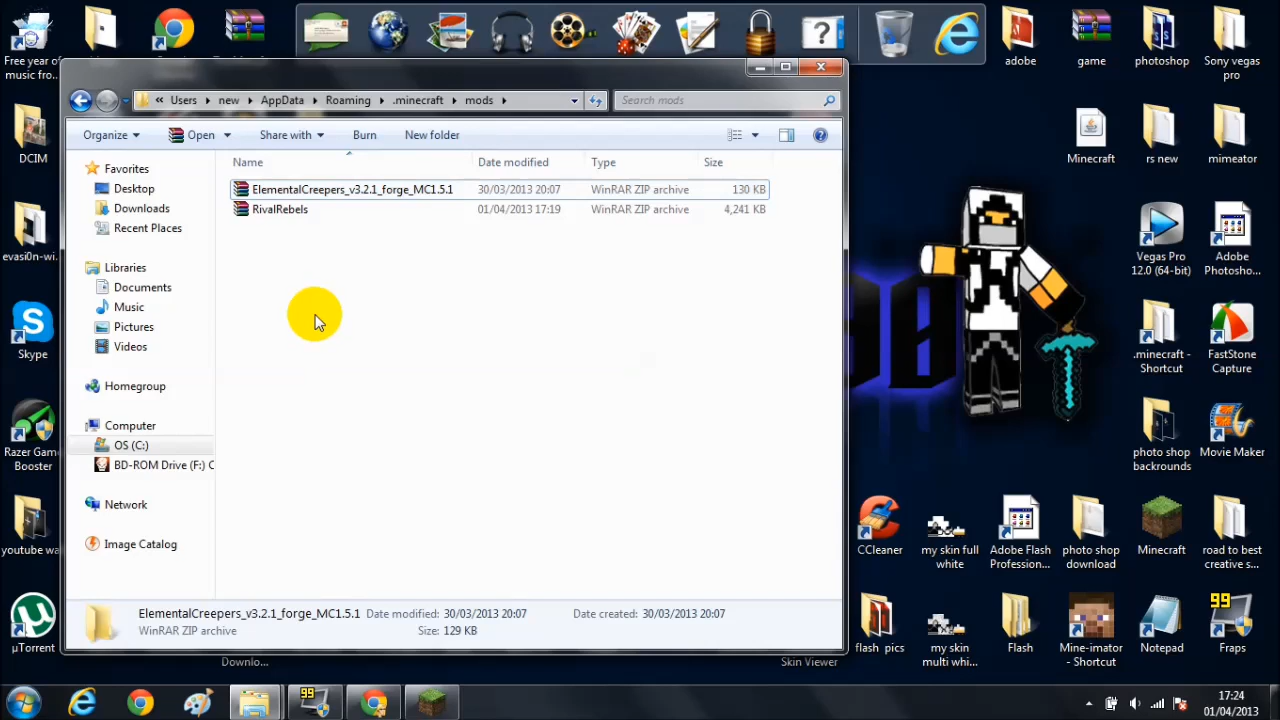 Free year of
music fro...
adobe
game
photoshop
Sony vegas
pro
Users
new
AppData
Roaming
.minecraft
mods
Search mods
Organize
Open
Share with
Burn
New folder
Name
Date modified
Type
Size
ElementalCreepers_v3.2.1_forge_MC1.5.1
30/03/2013 20:07
WinRAR ZIP archive
130 KB
RivalRebels
01/04/2013 17:19
WinRAR ZIP archive
4,241 KB
Favorites
Desktop
Downloads
Recent Places
Libraries
Documents
Music
Pictures
Videos
Homegroup
Computer
OS (C:)
BD-ROM Drive (F:) C
Network
Image Catalog
ElementalCreepers_v3.2.1_forge_MC1.5.1
Date modified: 30/03/2013 20:07
Date created: 30/03/2013 20:07
WinRAR ZIP archive
Size: 129 KB
DCIM
evasi0n-wi...
Skype
Razer Game
Booster
youtube wa
µTorrent
Downlo...
Skin Viewer
Minecraft
rs new
mimeator
Vegas Pro
12.0 (64-bit)
Adobe
Photosho...
.minecraft -
Shortcut
FastStone
Capture
photo shop
backrounds
Movie Maker
CCleaner
my skin full
white
Adobe Flash
Profession...
photo shop
download
Minecraft
road to best
creative s...
flash pics
my skin
multi whi...
Flash
Mine-imator
- Shortcut
Notepad
99
Fraps
99
17:24
01/04/2013